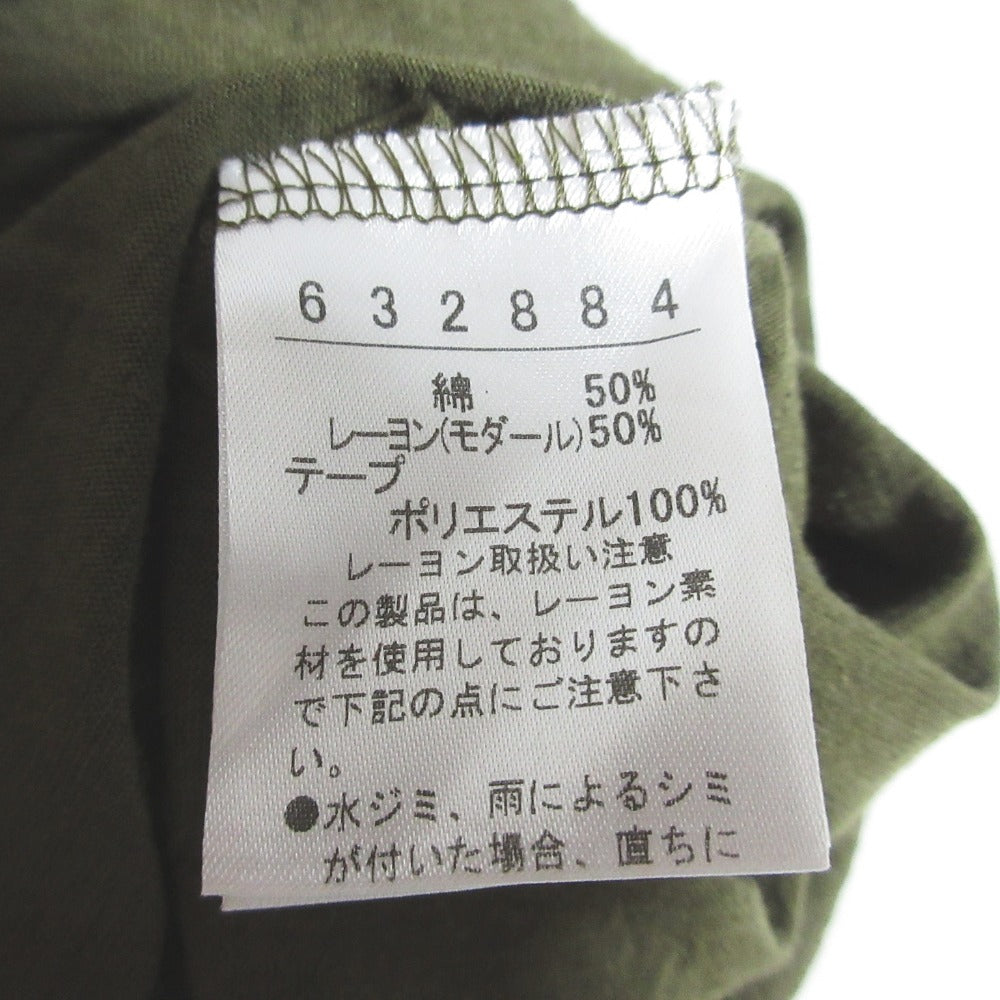 632884
綿 50%
レーヨン(モダール)50%
テープ
ポリエステル100%
レーヨン取扱い注意
この製品は、レーヨン素
材を使用しておりますの
で下記の点にご注意下さ
い。
●水ジミ、雨によるシミ
が付いた場合、直ちに